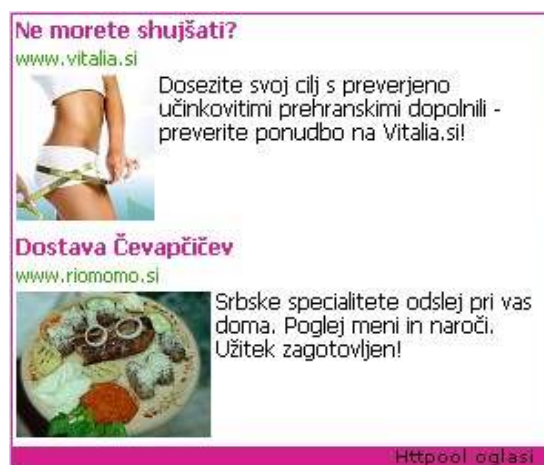 Ne morete shujšati?
www.vitalia.si
Dosezite svoj cilj s preverjeno
učinkovitimi prehranskimi dopolnili -
preverite ponudbo na Vitalia.si!
Dostava Čevapčičev
www.riomomo.si
Srbske specialitete odslej pri vas
doma. Poglej meni in naroči.
Užitek zagotovljen!
Httpool oglasi